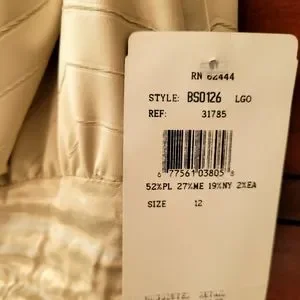 RN 62444
STYLE: BS0126 LGO
REF: 31785
6 77561 03805 8
52%PL 27%ME 19%NY 2%EA
SIZE 12